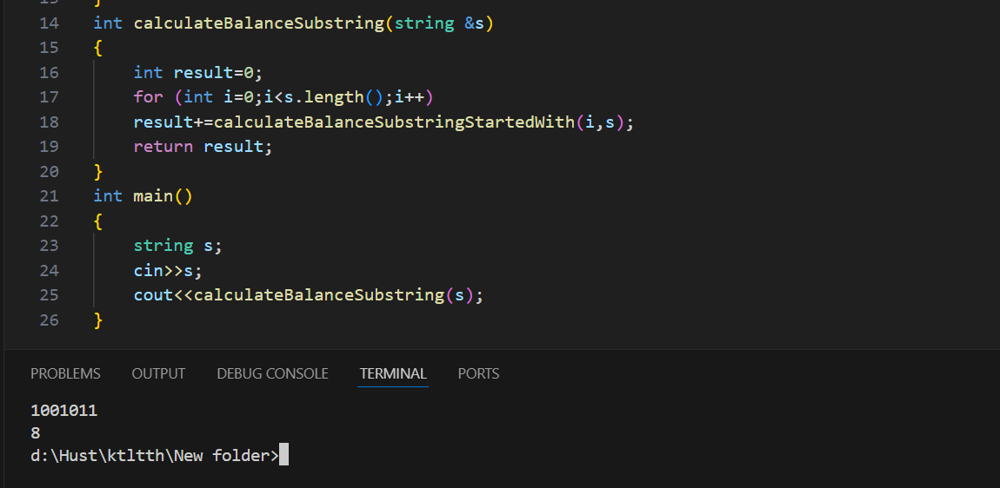 13 }
14 int calculateBalanceSubstring(string &s)
15 {
16 int result=0;
17 for (int i=0;i<s.length();i++)
18 result+=calculateBalanceSubstringStartedWith(i,s);
19 return result;
20 }
21 int main()
22 {
23 string s;
24 cin>>s;
25 cout<<calculateBalanceSubstring(s);
26 }
PROBLEMS OUTPUT DEBUG CONSOLE TERMINAL PORTS
1001011
8
d:\Hust\ktltth\New folder>